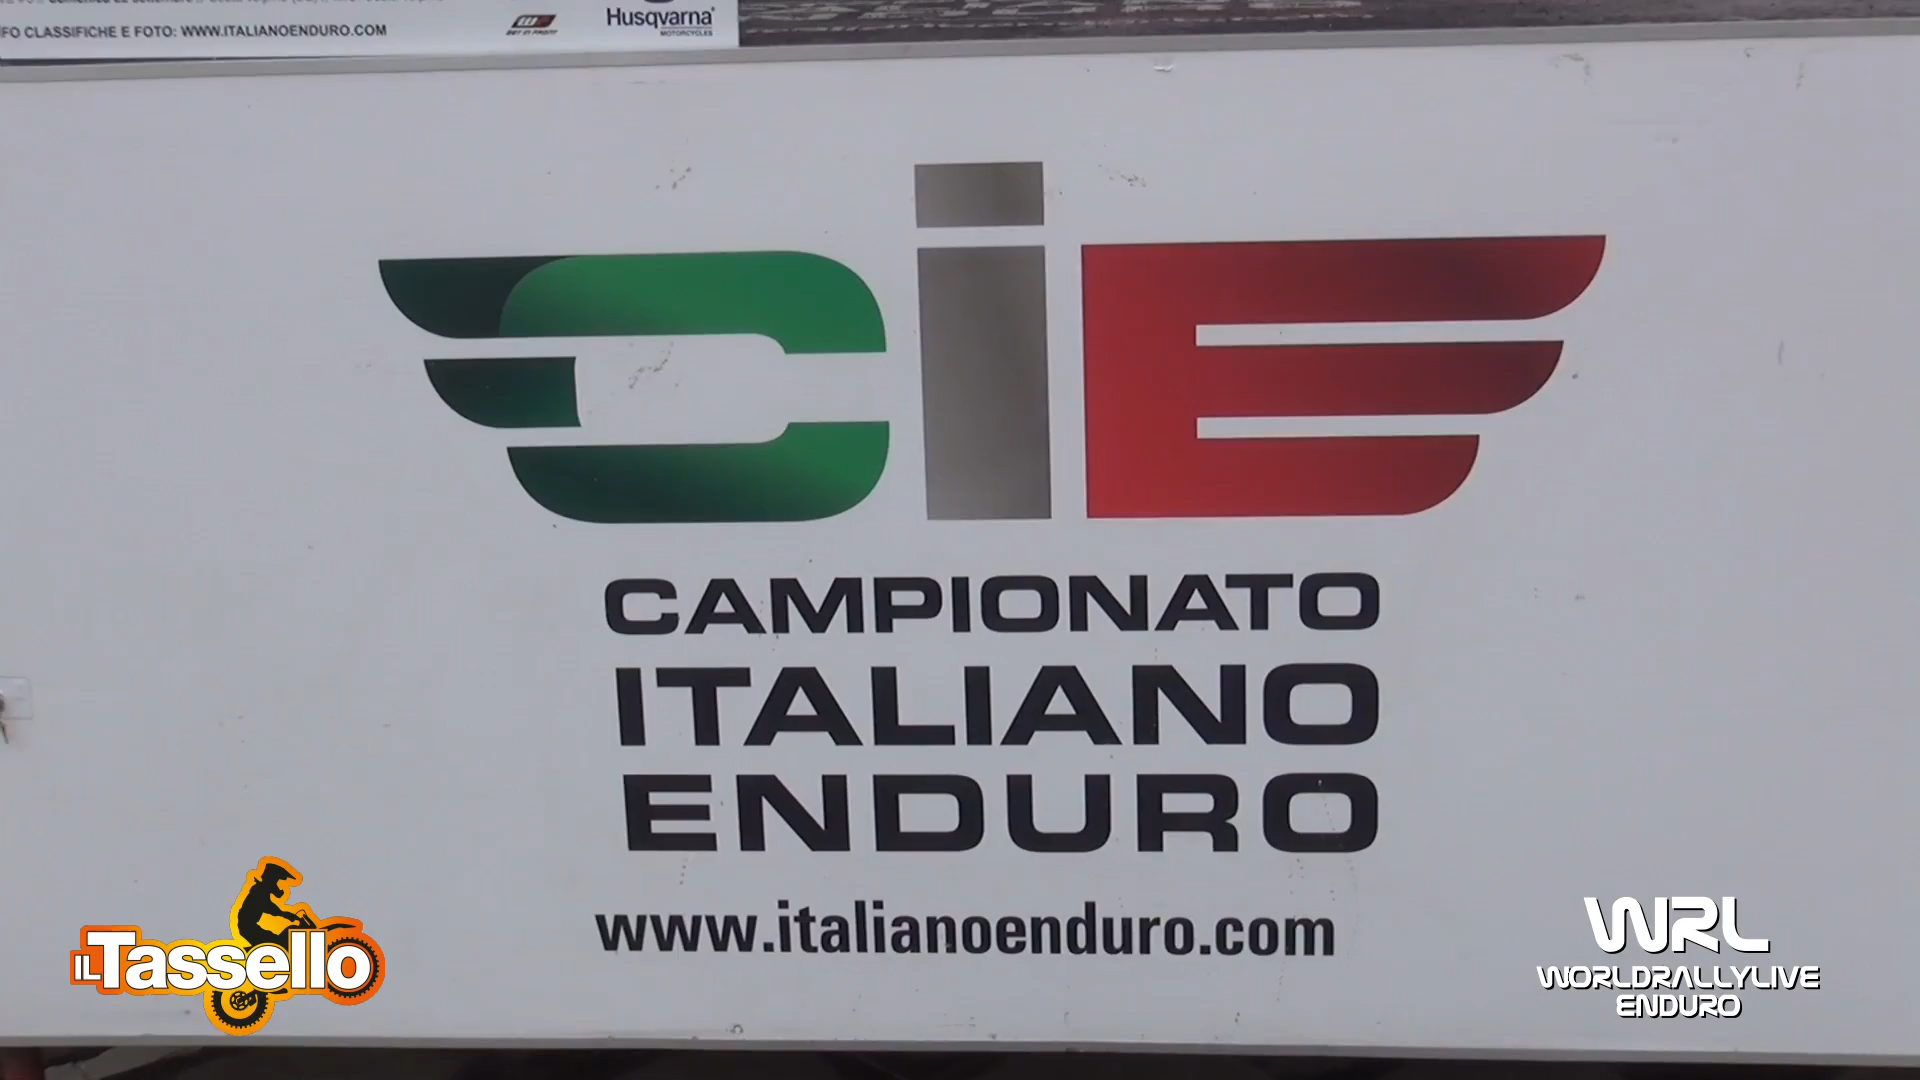 FO CLASSIFICHE E FOTO: WWW.ITALIANOENDURO.COM
Husqvarna
MOTORCYCLES
CiE
CAMPIONATO
ITALIANO
ENDURO
www.italianoenduro.com
IL Tassello
WRL
WORLDRALLYLIVE
ENDURO